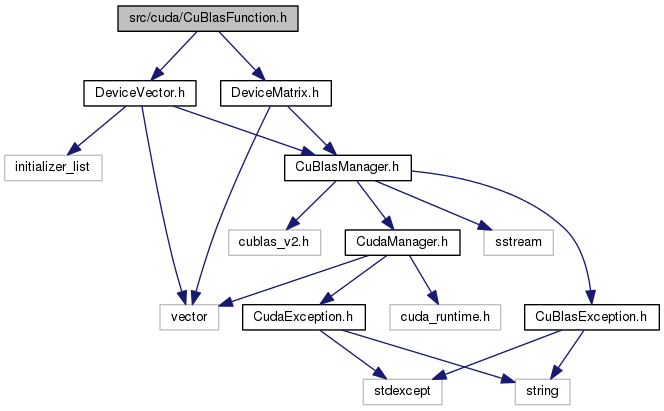 src/cuda/CuBlasFunction.h
DeviceVector.h
DeviceMatrix.h
initializer_list
CuBlasManager.h
cublas_v2.h
CudaManager.h
sstream
vector
CudaException.h
cuda_runtime.h
CuBlasException.h
stdexcept
string